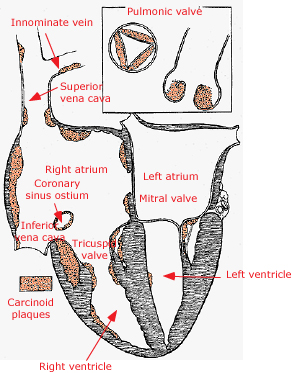 Innominate vein
Pulmonic valve
Superior
vena cava
Right atrium
Coronary
sinus ostium
Left atrium
Mitral valve
Inferior
vena cava
Tricuspid
valve
Left ventricle
Carcinoid
plaques
Right ventricle